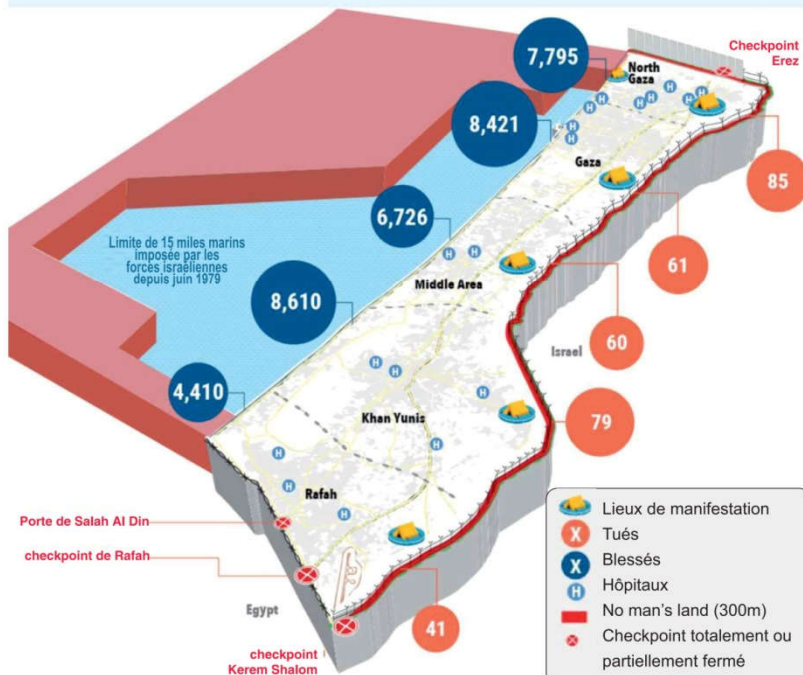 7,795
North
Gaza
Checkpoint
Erez
8,421
Gaza
85
6,726
61
Limite de 15 miles marins
imposée par les
forces israéliennes
depuis juin 1979
Middle Area
8,610
Israel
60
4,410
Khan Yunis
79
Rafah
Porte de Salah Al Din
checkpoint de Rafah
Egypt
41
checkpoint
Kerem Shalom
Lieux de manifestation
X
Tués
X
Blessés
H
Hôpitaux
No man's land (300m)
Checkpoint totalement ou
partiellement fermé